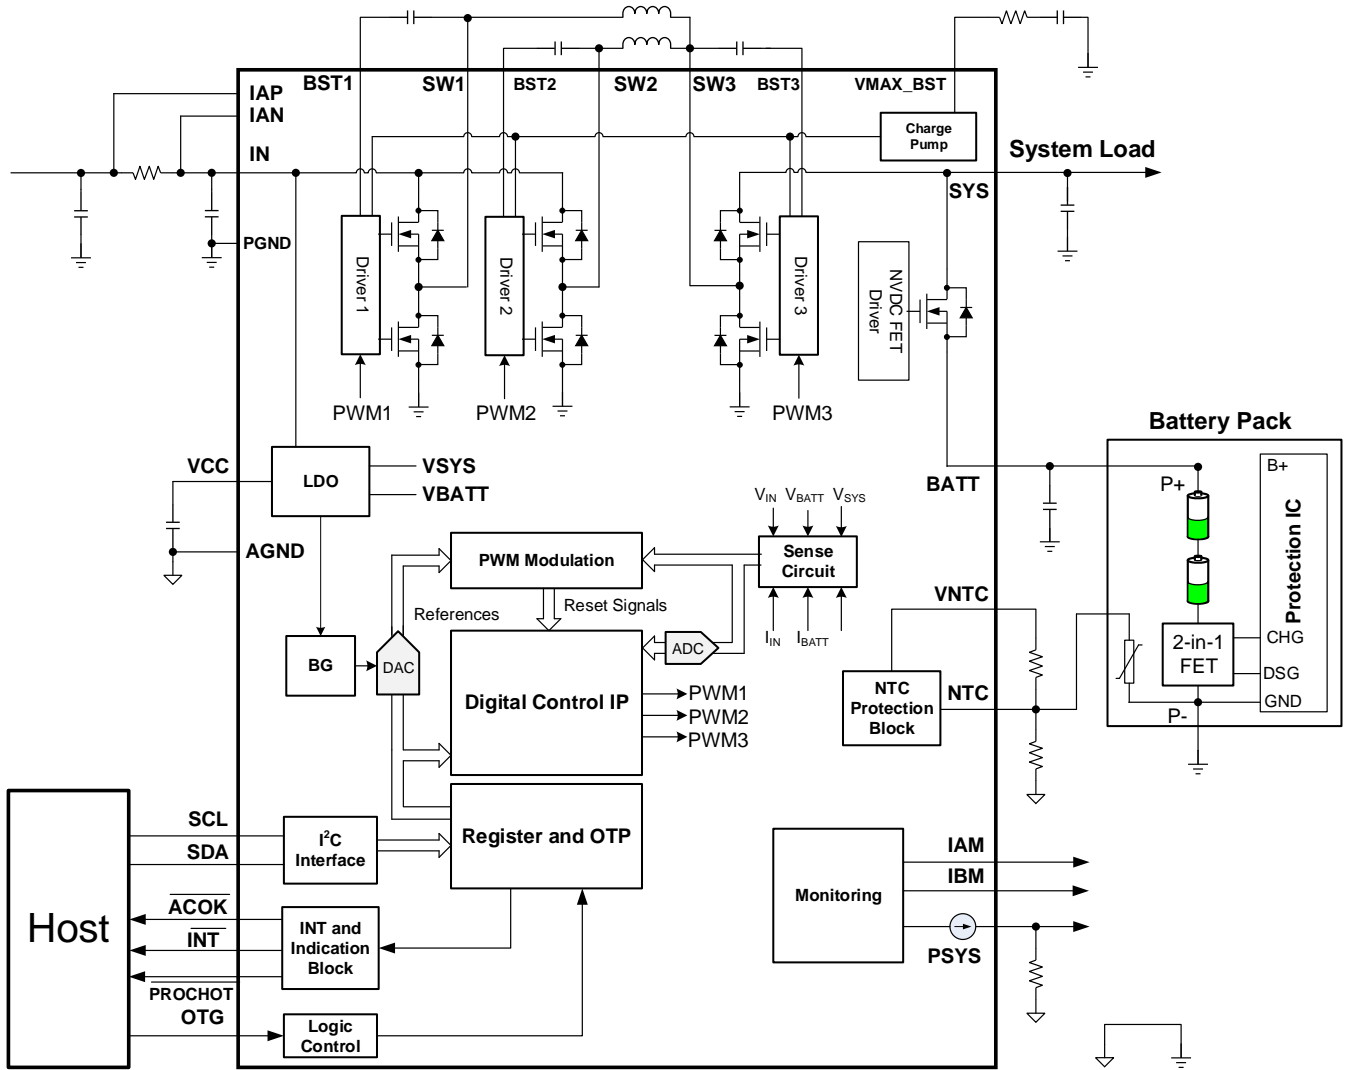 BST1
SW1
BST2
SW2
SW3
BST3
VMAX_BST
IAP
IAN
IN
PGND
Charge
Pump
System Load
SYS
Driver 1
Driver 2
Driver 3
NVDC FET
Driver
PWM1
PWM2
PWM3
VCC
LDO
VSYS
VBATT
AGND
BATT
Battery Pack
P+
B+
Protection IC
CHG
DSG
GND
2-in-1
FET
P-
VIN
VBATT
VSYS
Sense
Circuit
IIN
IBATT
PWM Modulation
References
Reset Signals
ADC
BG
DAC
Digital Control IP
PWM1
PWM2
PWM3
VNTC
NTC
NTC
Protection
Block
Host
SCL
SDA
I2C
Interface
Register and OTP
ACOK
INT
PROCHOT
OTG
INT and
Indication
Block
Logic
Control
Monitoring
IAM
IBM
PSYS